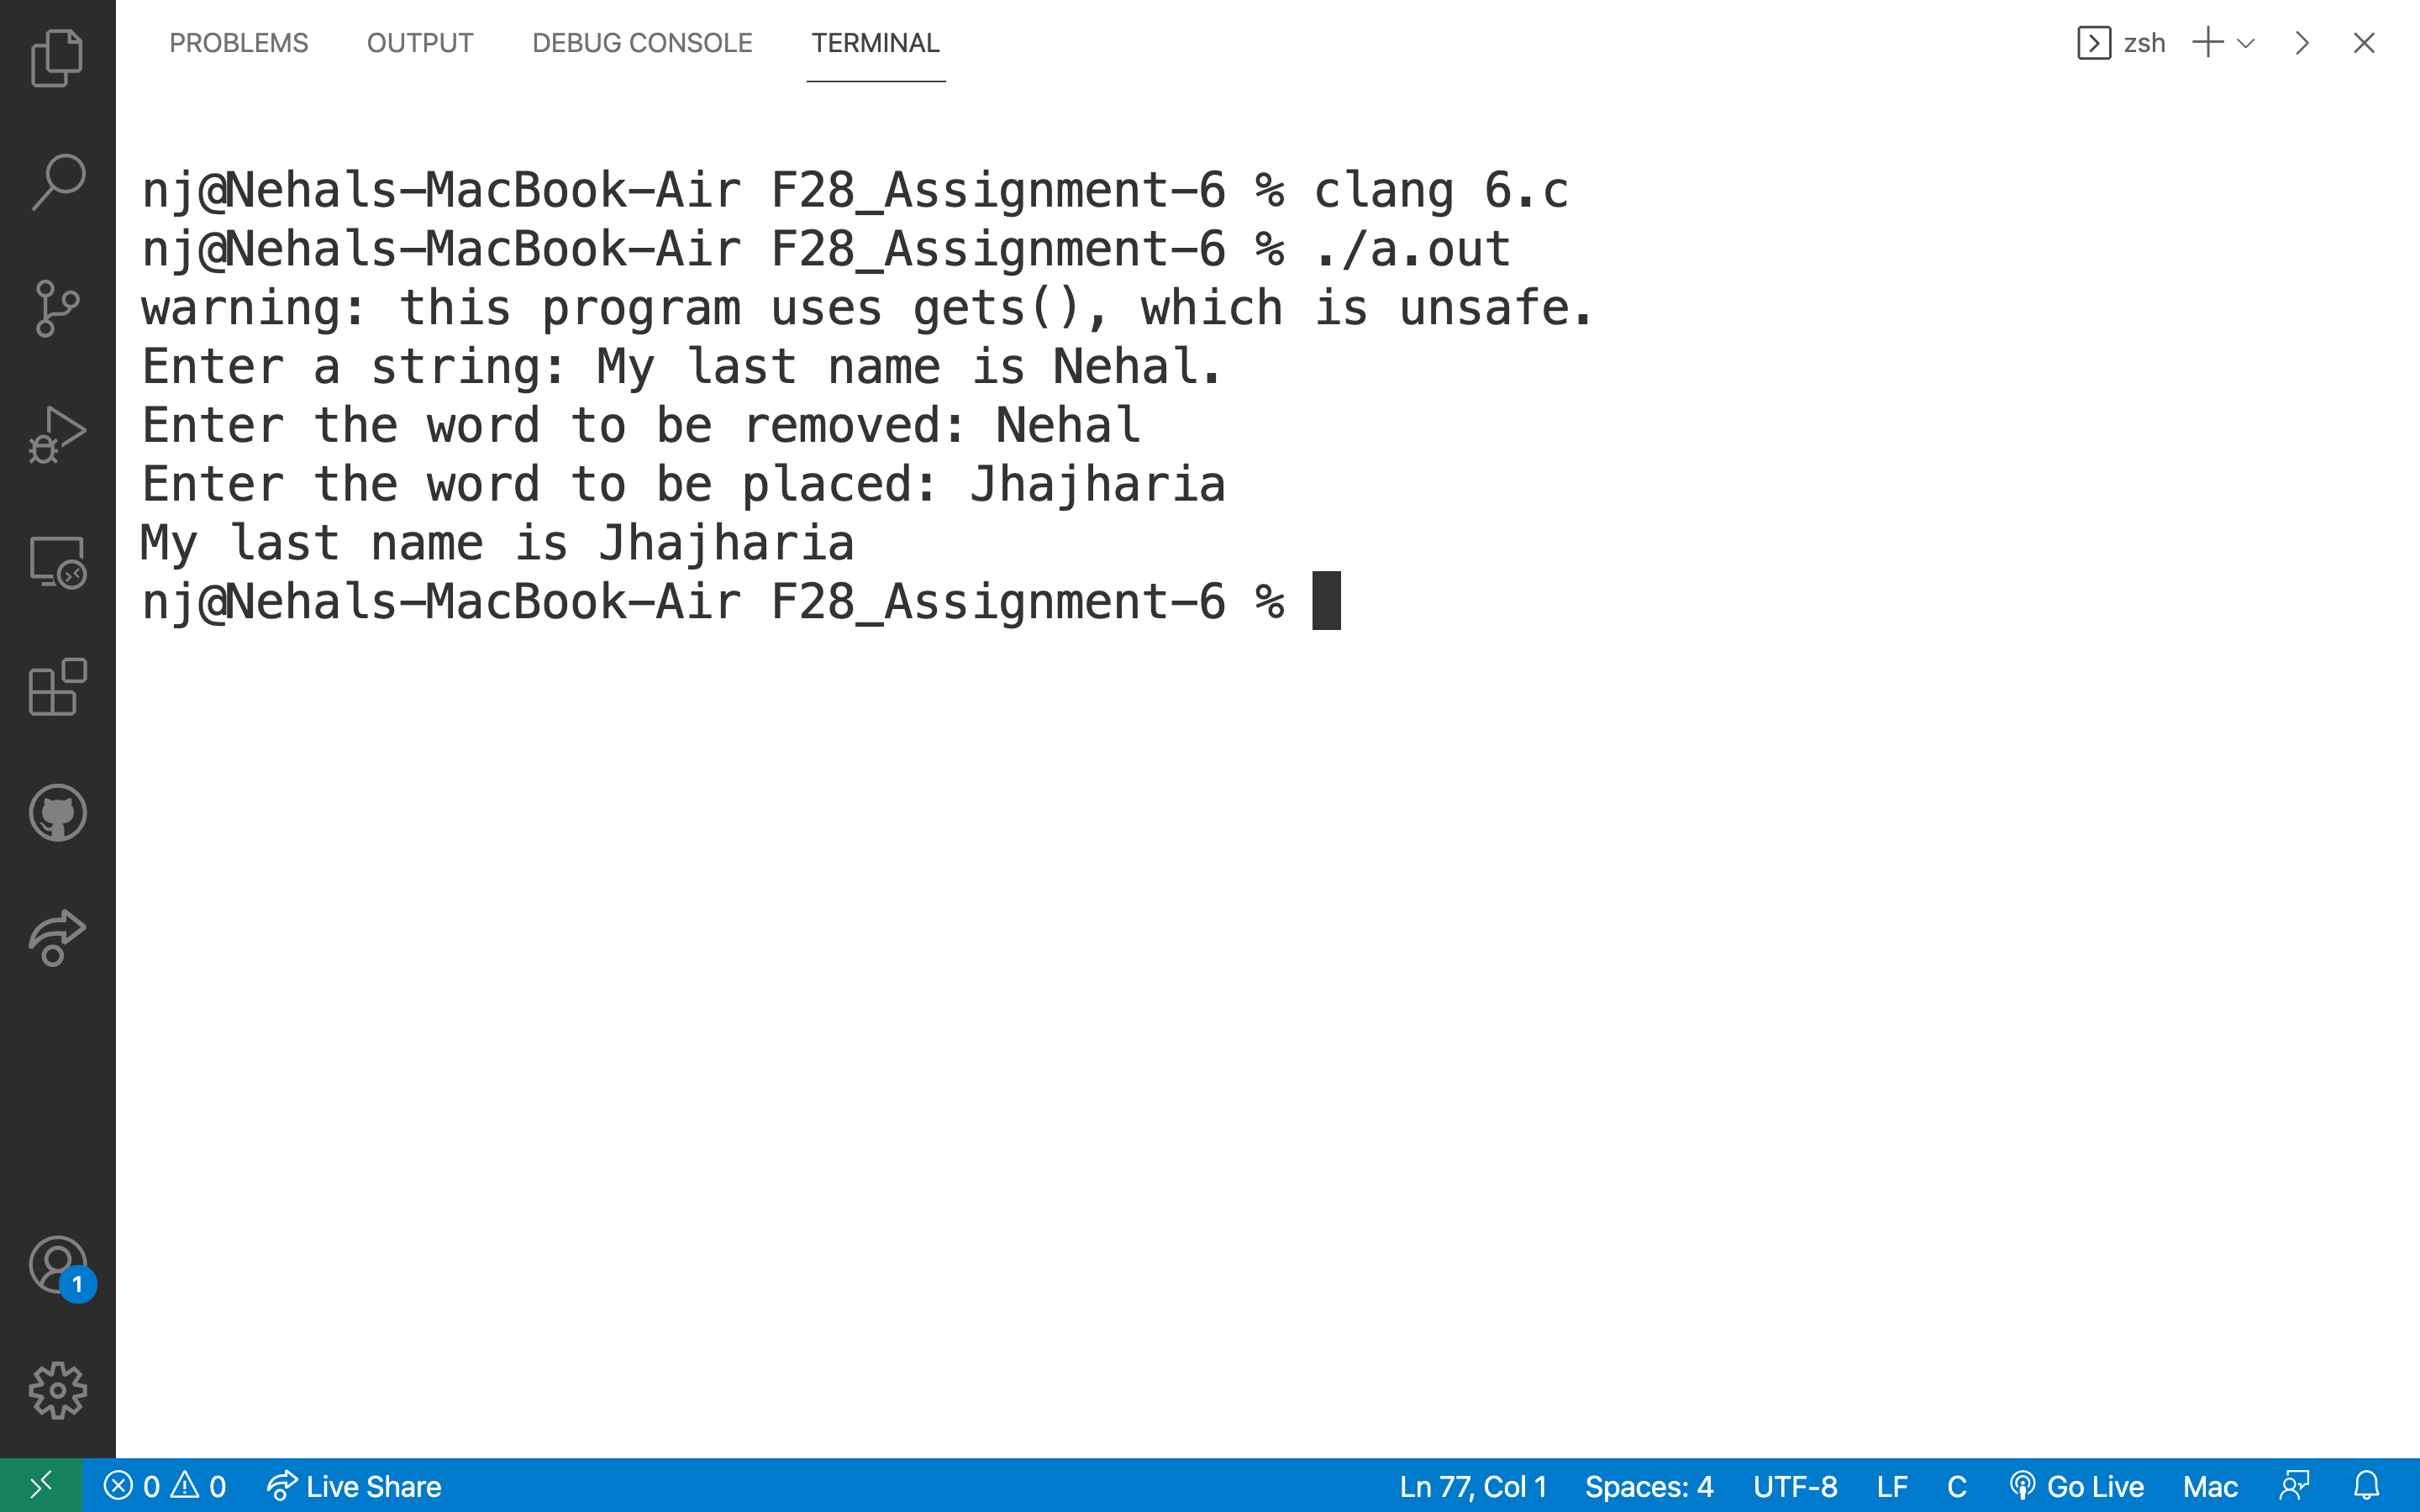 PROBLEMS OUTPUT DEBUG CONSOLE TERMINAL zsh
nj@Nehals-MacBook-Air F28_Assignment-6 % clang 6.c
nj@Nehals-MacBook-Air F28_Assignment-6 % ./a.out
warning: this program uses gets(), which is unsafe.
Enter a string: My last name is Nehal.
Enter the word to be removed: Nehal
Enter the word to be placed: Jhajharia
My last name is Jhajharia
nj@Nehals-MacBook-Air F28_Assignment-6 %
1
0 0 Live Share Ln 77, Col 1 Spaces: 4 UTF-8 LF C Go Live Mac